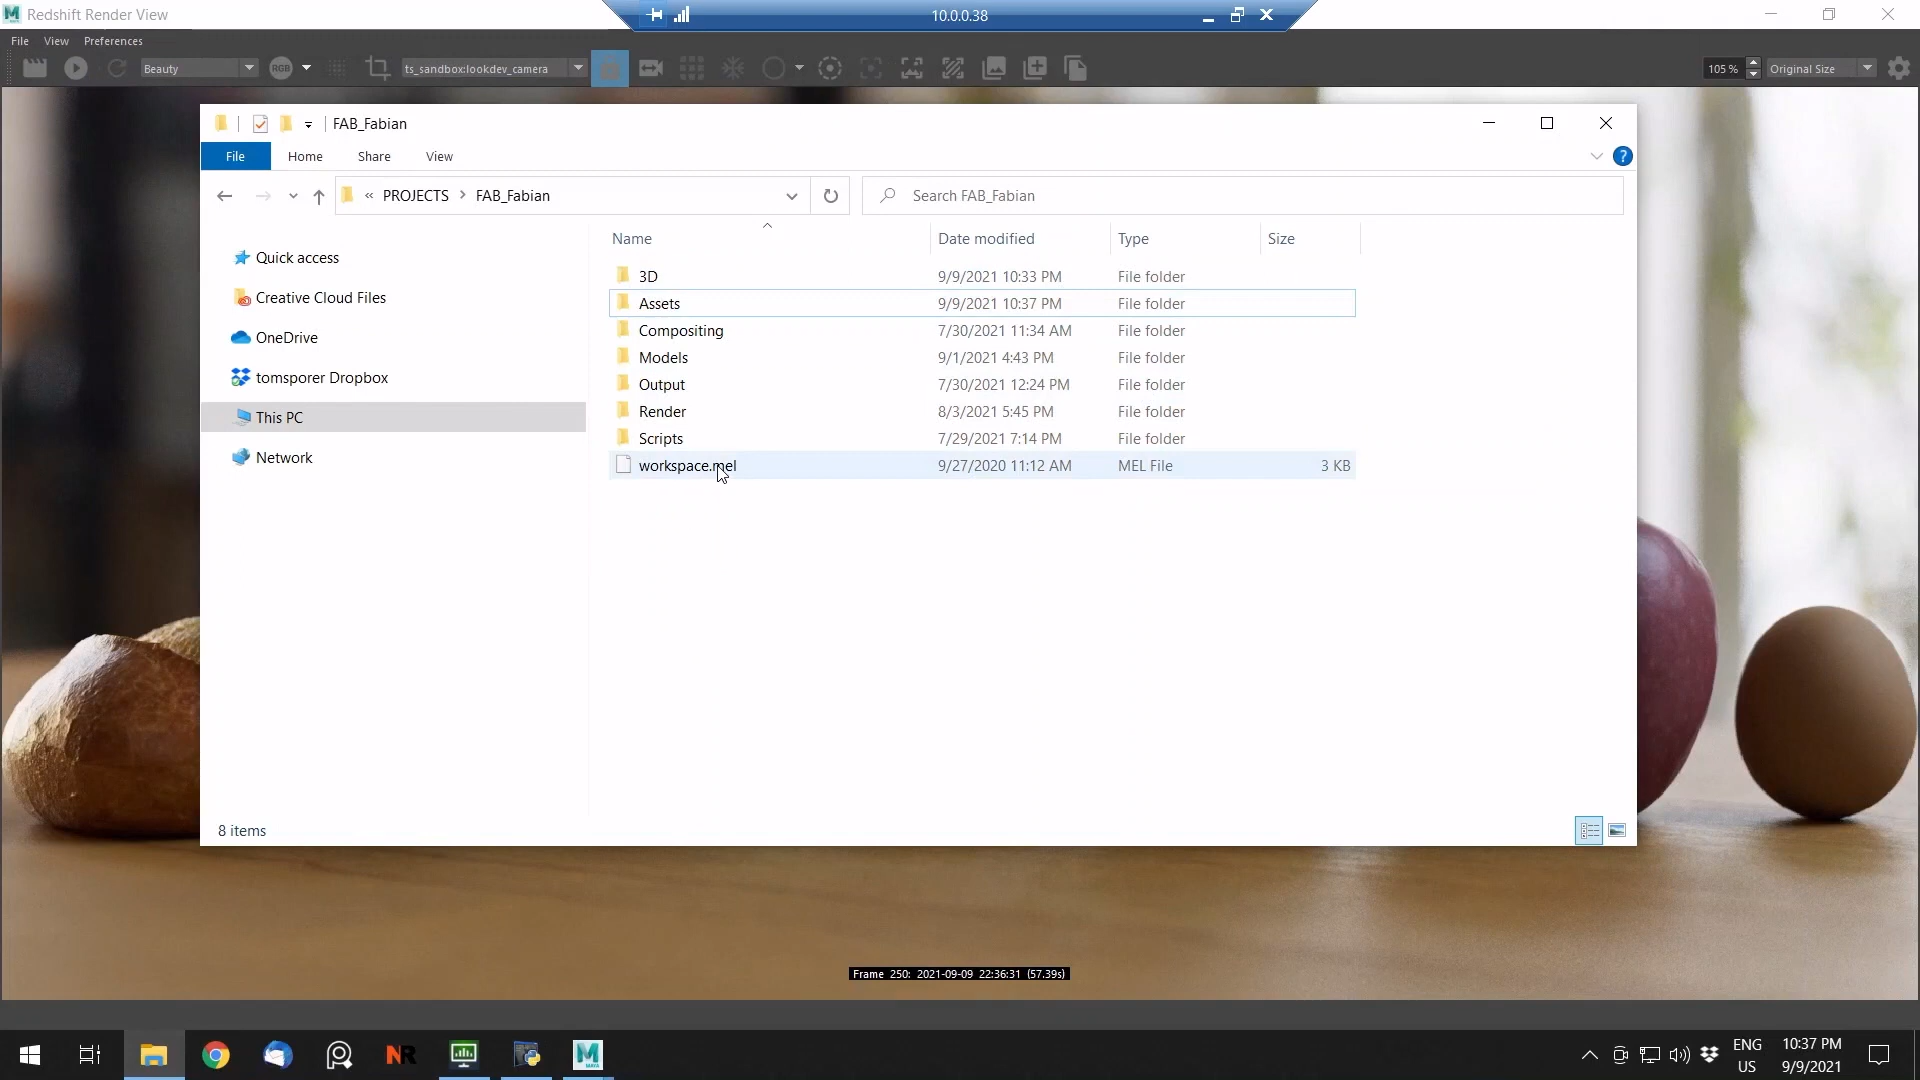 Redshift Render View
10.0.0.38
File View Preferences
Beauty
RGB
ts_sandbox:lookdev_camera
105 %
Original Size
FAB_Fabian
File Home Share View
?
« PROJECTS > FAB_Fabian
Search FAB_Fabian
Name Date modified Type Size
Quick access
Creative Cloud Files
OneDrive
tomsporer Dropbox
This PC
Network
3D 9/9/2021 10:33 PM File folder
Assets 9/9/2021 10:37 PM File folder
Compositing 7/30/2021 11:34 AM File folder
Models 9/1/2021 4:43 PM File folder
Output 7/30/2021 12:24 PM File folder
Render 8/3/2021 5:45 PM File folder
Scripts 7/29/2021 7:14 PM File folder
workspace.mel 9/27/2020 11:12 AM MEL File 3 KB
8 items
Frame 250: 2021-09-09 22:36:31 (57.39s)
NR
M
MAYA
ENG
US
10:37 PM
9/9/2021